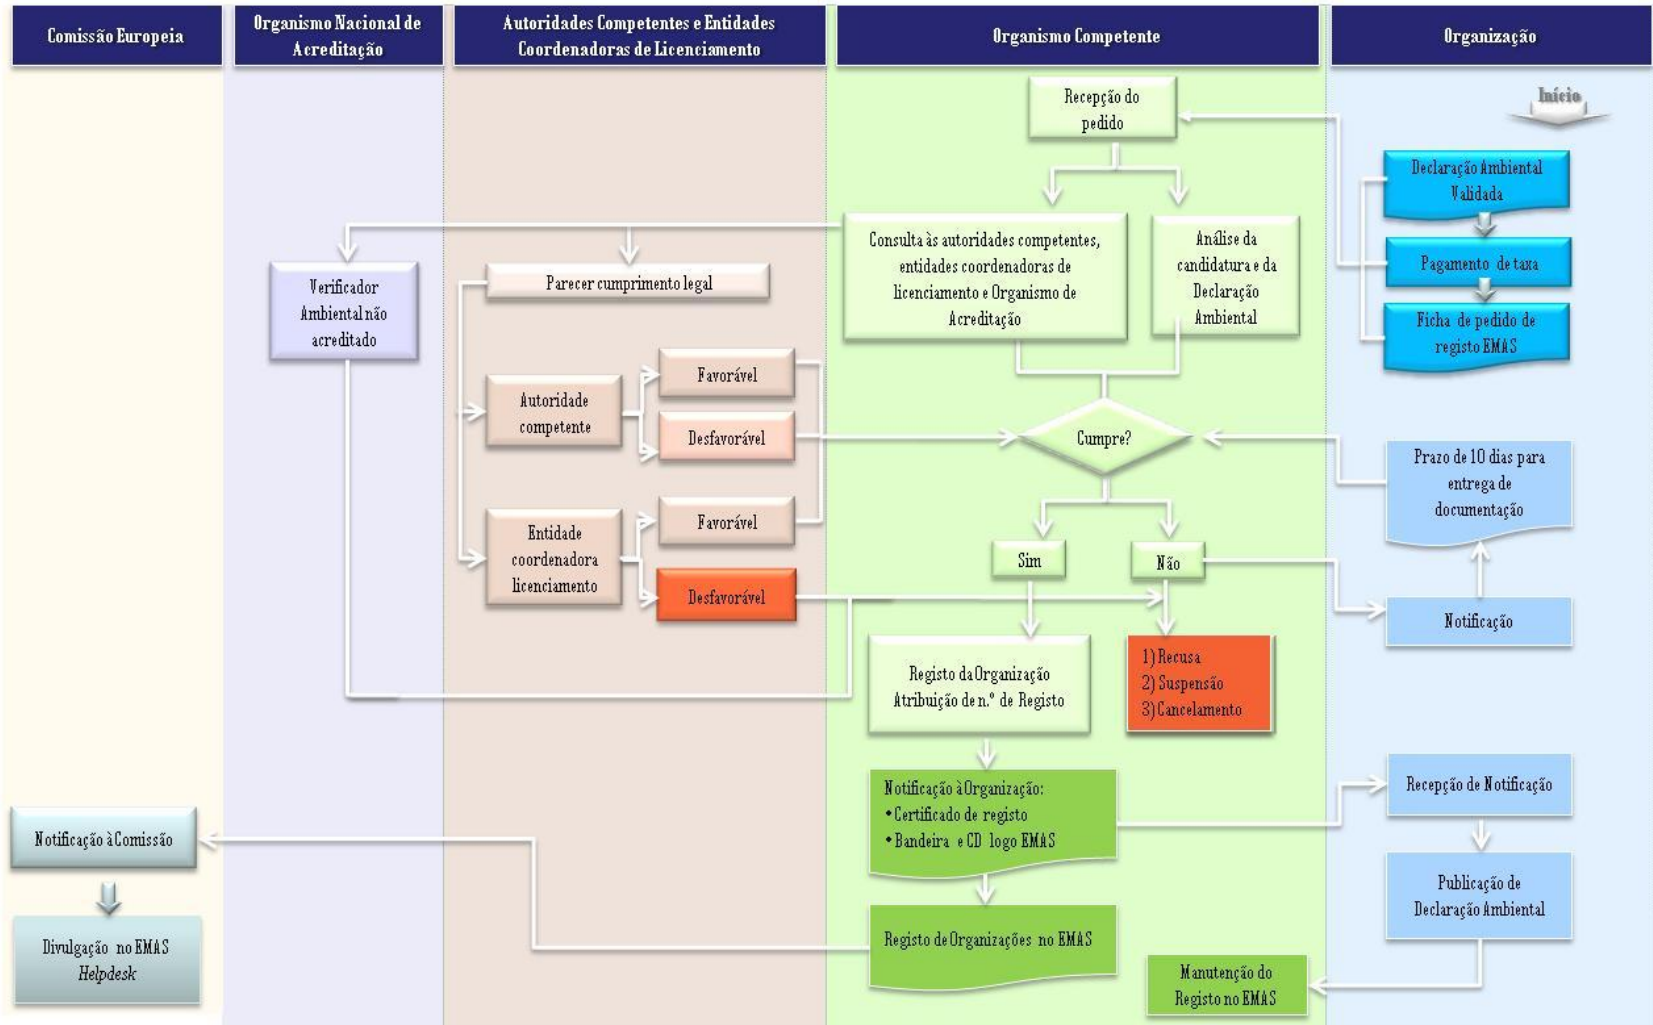 Comissão Europeia
Organismo Nacional de
Acreditação
Autoridades Competentes e Entidades
Coordenadoras de Licenciamento
Organismo Competente
Organização
Início
Recepção do
pedido
Declaração Ambiental
Validada
Pagamento de taxa
Ficha de pedido de
registo EMAS
Consulta às autoridades competentes,
entidades coordenadoras de
licenciamento e Organismo de
Acreditação
Análise da
candidatura e da
Declaração
Ambiental
Verificador
Ambiental não
acreditado
Parecer cumprimento legal
Autoridade
competente
Favorável
Desfavorável
Entidade
coordenadora
licenciamento
Favorável
Desfavorável
Cumpre?
Sim
Não
Prazo de 10 dias para
entrega de
documentação
Notificação
Registo da Organização
Atribuição de n.º de Registo
1) Recusa
2) Suspensão
3) Cancelamento
Notificação à Organização:
• Certificado de registo
• Bandeira e CD logo EMAS
Recepção de Notificação
Publicação de
Declaração Ambiental
Registo de Organizações no EMAS
Manutenção do
Registo no EMAS
Notificação à Comissão
Divulgação no EMAS
Helpdesk